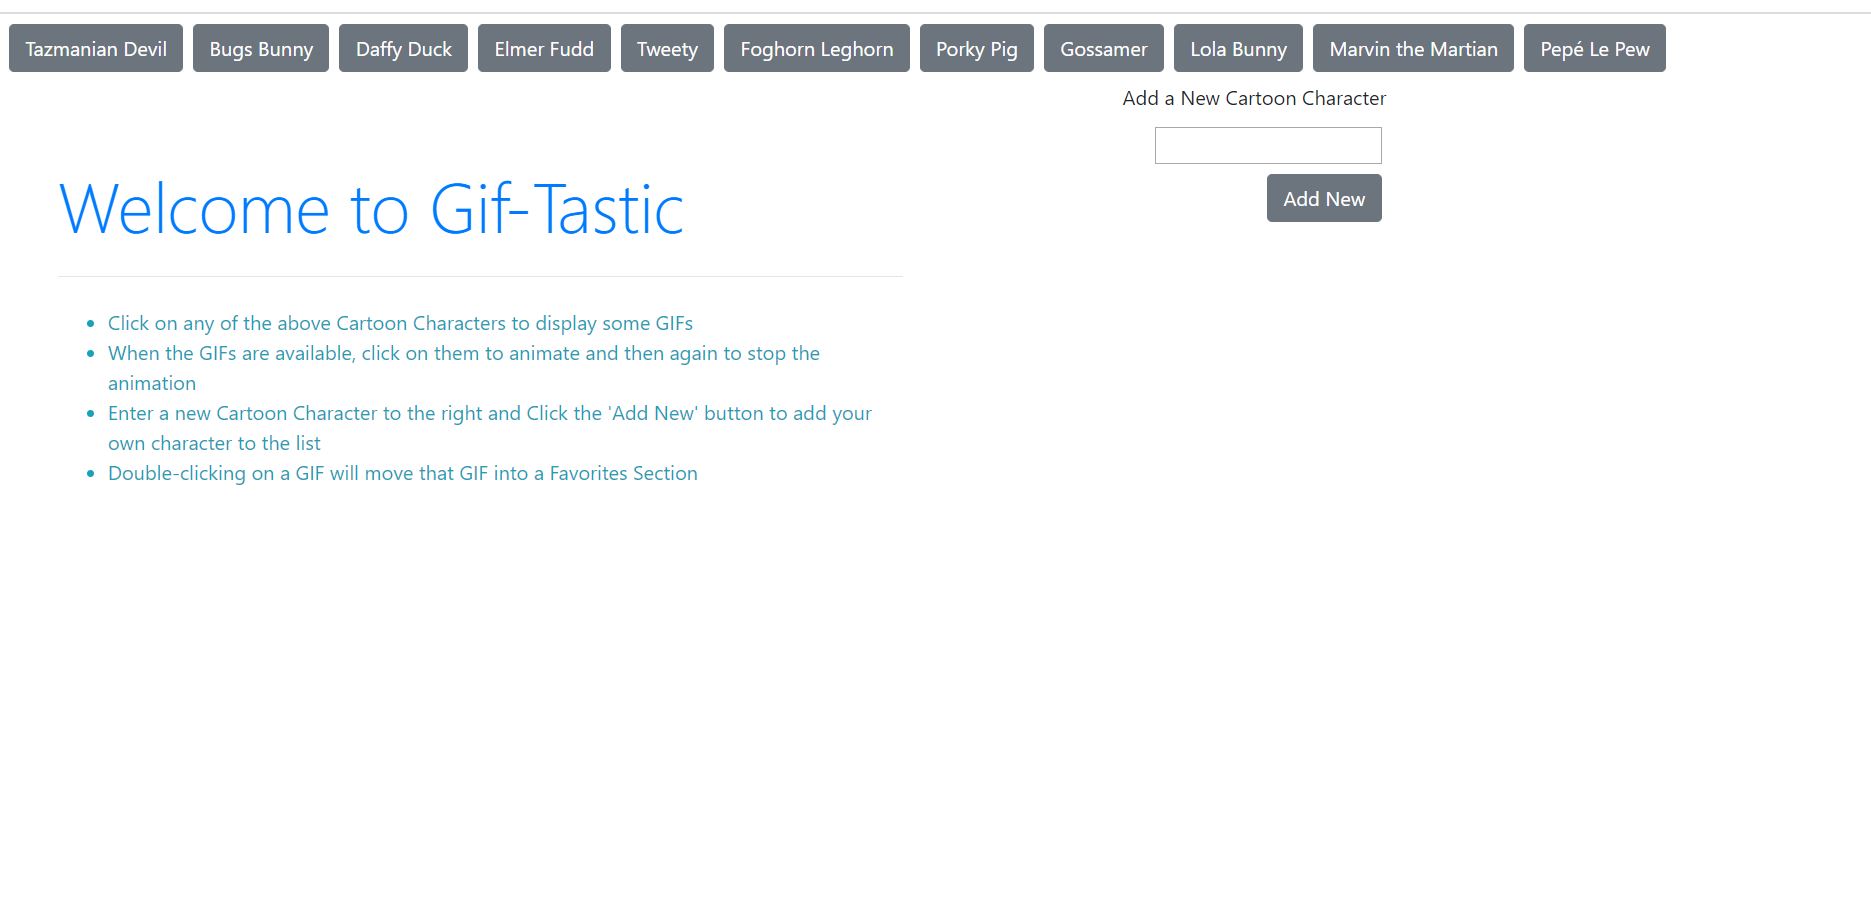 Tazmanian Devil Bugs Bunny Daffy Duck Elmer Fudd Tweety Foghorn Leghorn Porky Pig Gossamer Lola Bunny Marvin the Martian Pepé Le Pew
Add a New Cartoon Character
Add New
Welcome to Gif-Tastic
Click on any of the above Cartoon Characters to display some GIFs
When the GIFs are available, click on them to animate and then again to stop the
animation
Enter a new Cartoon Character to the right and Click the 'Add New' button to add your
own character to the list
Double-clicking on a GIF will move that GIF into a Favorites Section